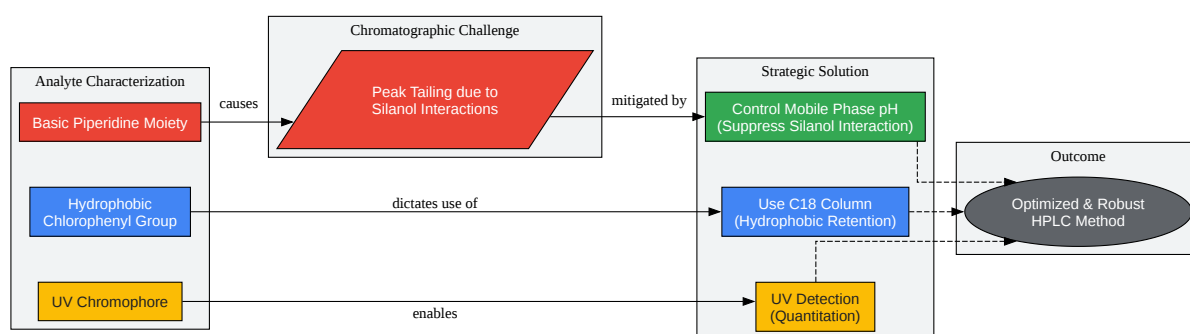 Analyte Characterization
Basic Piperidine Moiety
Hydrophobic
Chlorophenyl Group
UV Chromophore
causes
Chromatographic Challenge
Peak Tailing due to
Silanol Interactions
mitigated by
dictates use of
enables
Strategic Solution
Control Mobile Phase pH
(Suppress Silanol Interaction)
Use C18 Column
(Hydrophobic Retention)
UV Detection
(Quantitation)
Outcome
Optimized & Robust
HPLC Method